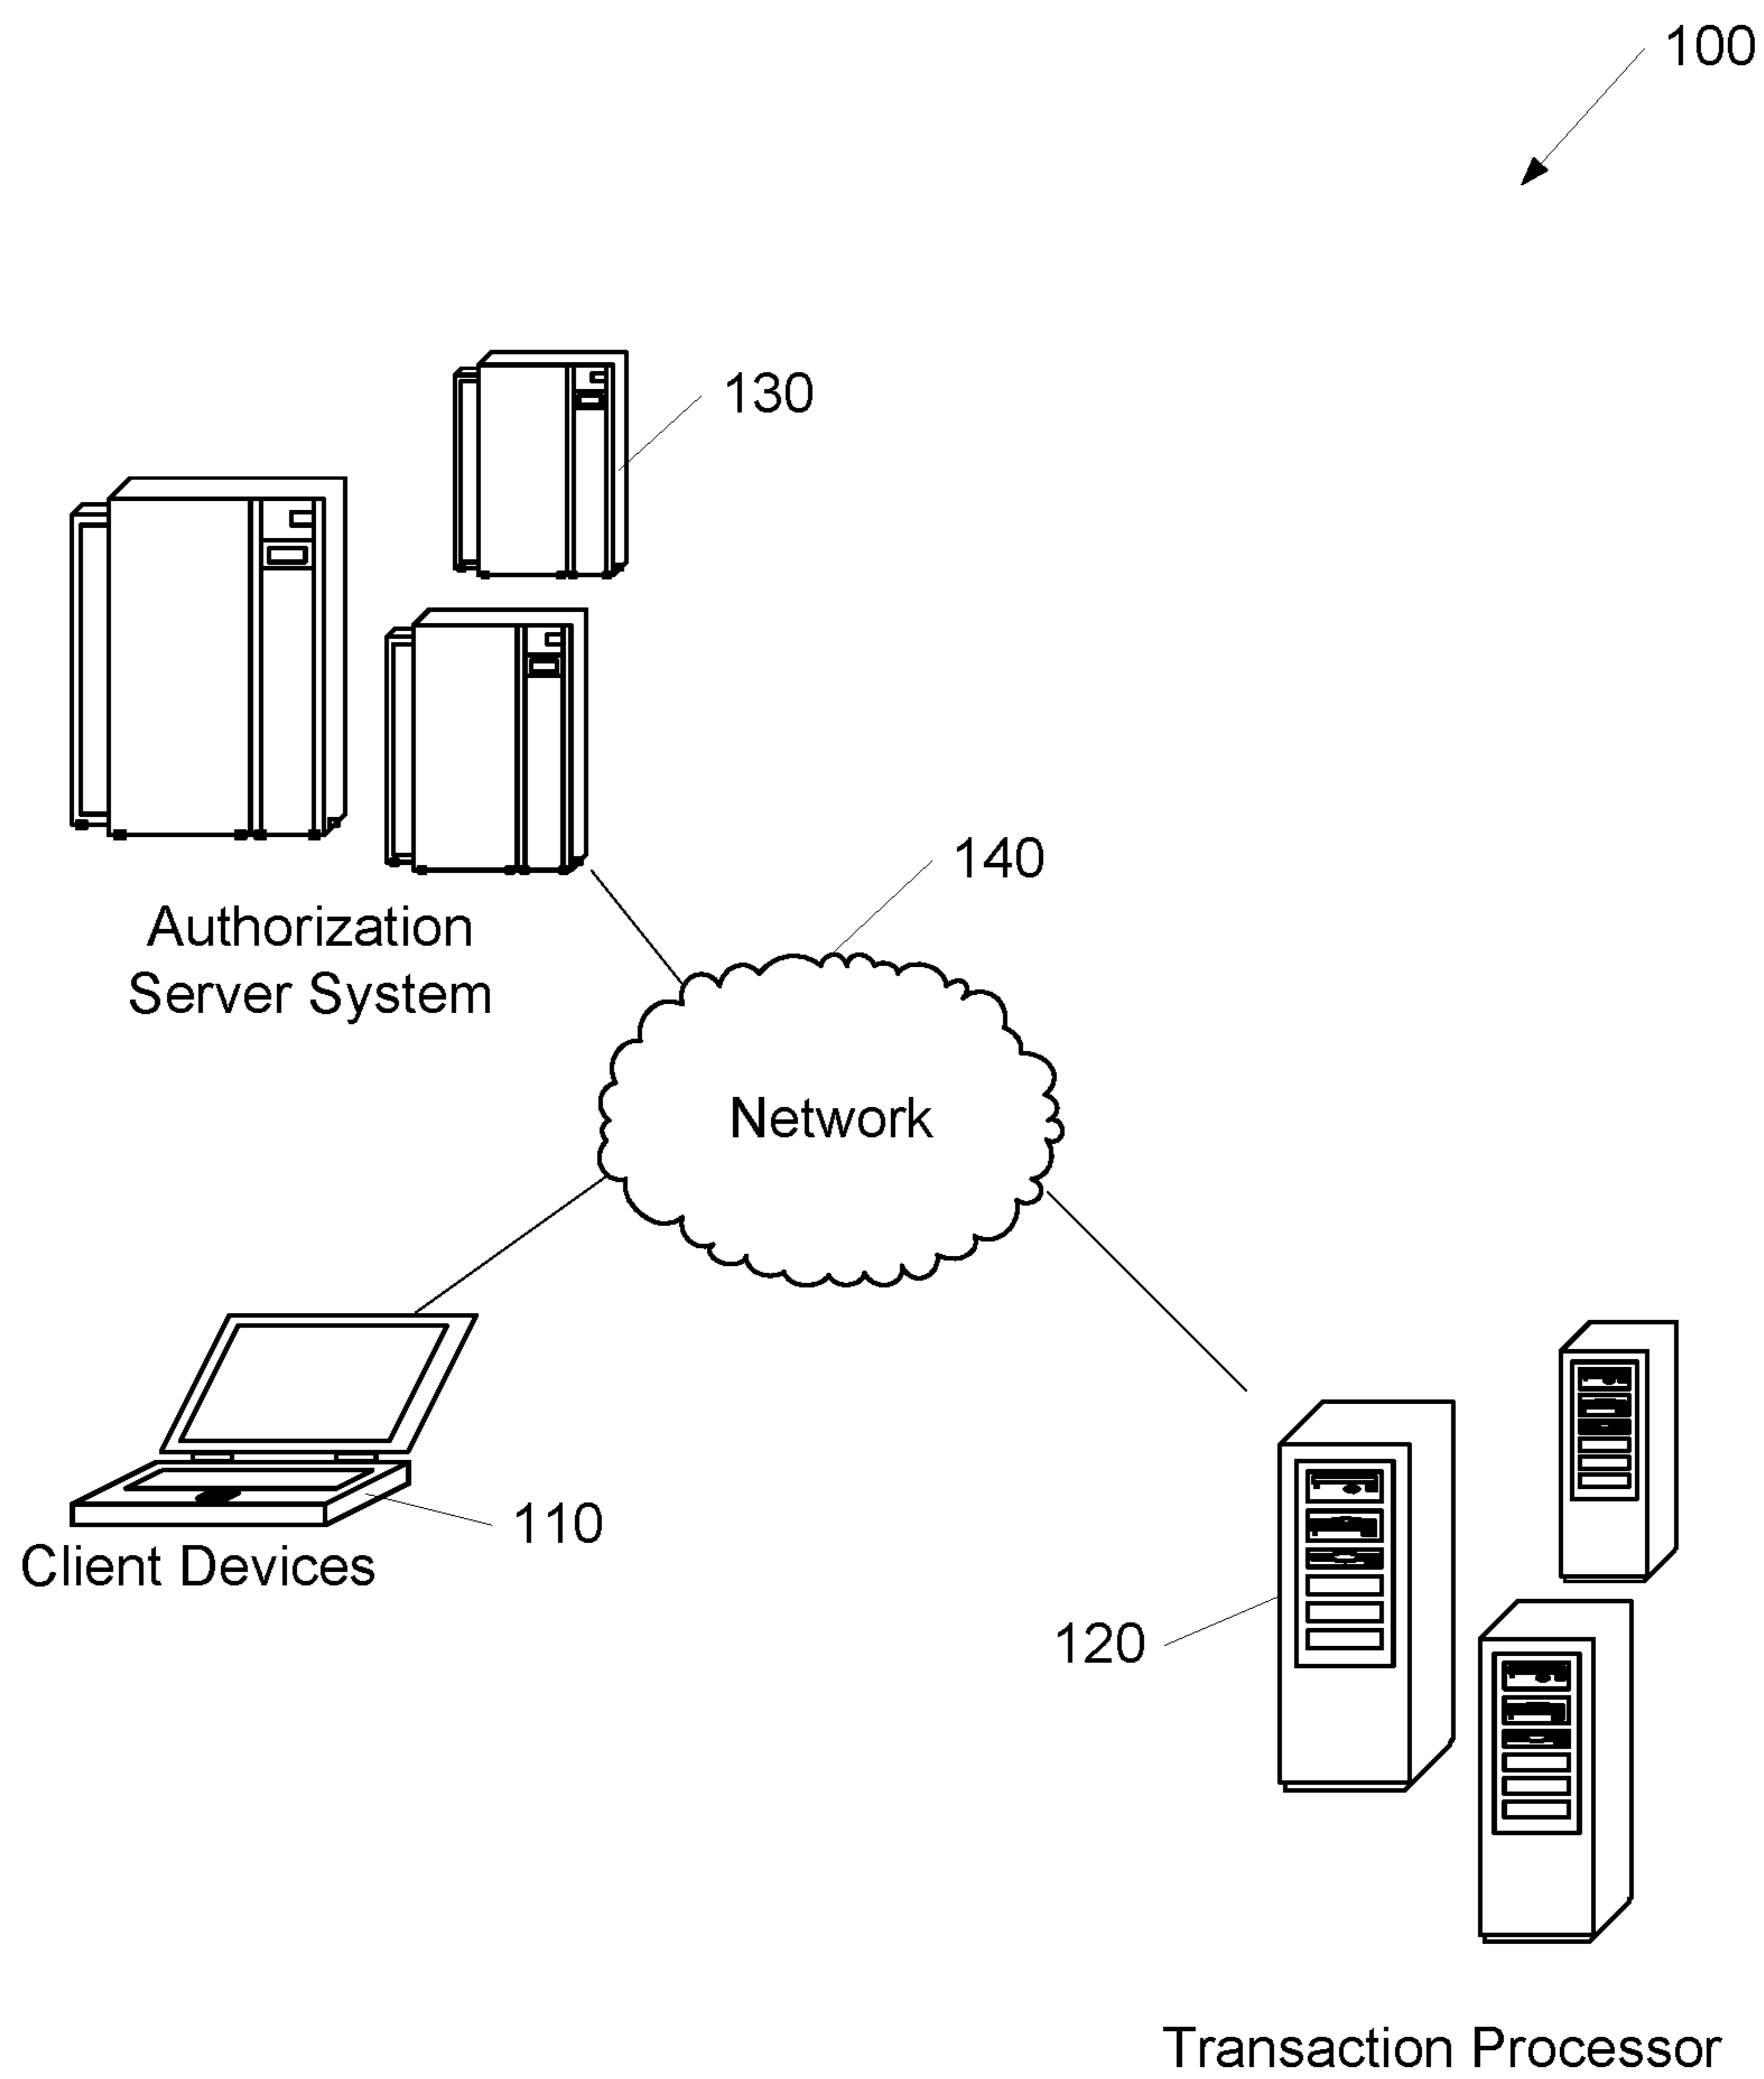 100
130
140
Authorization
Server System
Network
110
Client Devices
120
Transaction Processor